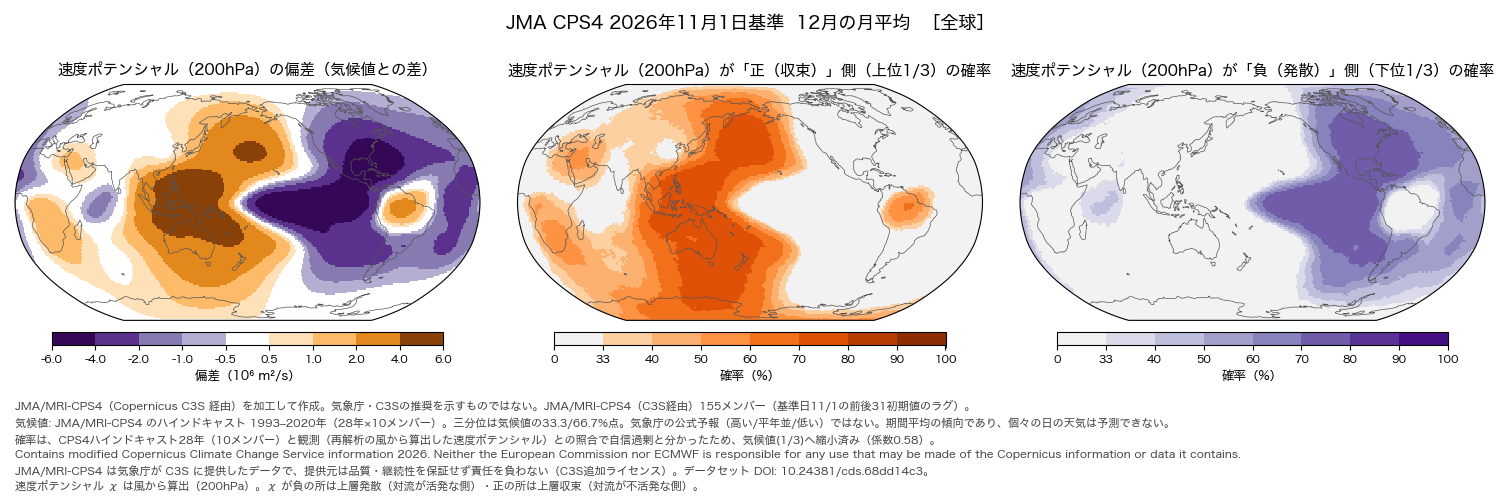 JMA CPS4 2026年11月1日基準 12月の月平均 ［全球］
速度ポテンシャル（200hPa）の偏差（気候値との差）
速度ポテンシャル（200hPa）が「正（収束）」側（上位1/3）の確率
速度ポテンシャル（200hPa）が「負（発散）」側（下位1/3）の確率
-6.0 -4.0 -2.0 -1.0 -0.5 0.5 1.0 2.0 4.0 6.0
偏差（10⁶ m²/s）
0 33 40 50 60 70 80 90 100
確率（%）
0 33 40 50 60 70 80 90 100
確率（%）
JMA/MRI-CPS4（Copernicus C3S 経由）を加工して作成。気象庁・C3Sの推奨を示すものではない。JMA/MRI-CPS4（C3S経由）155メンバー（基準日11/1の前後31初期値のラグ）。
気候値: JMA/MRI-CPS4 のハインドキャスト 1993–2020年（28年×10メンバー）。三分位は気候値の33.3/66.7%点。気象庁の公式予報（高い/平年並/低い）ではない。期間平均の傾向であり、個々の日の天気は予測できない。
確率は、CPS4ハインドキャスト28年（10メンバー）と観測（再解析の風から算出した速度ポテンシャル）との照合で自信過剰と分かったため、気候値(1/3)へ縮小済み（係数0.58）。
Contains modified Copernicus Climate Change Service information 2026. Neither the European Commission nor ECMWF is responsible for any use that may be made of the Copernicus information or data it contains.
JMA/MRI-CPS4 は気象庁が C3S に提供したデータで、提供元は品質・継続性を保証せず責任を負わない（C3S追加ライセンス）。データセット DOI: 10.24381/cds.68dd14c3。
速度ポテンシャル χ は風から算出（200hPa）。χ が負の所は上層発散（対流が活発な側）・正の所は上層収束（対流が不活発な側）。